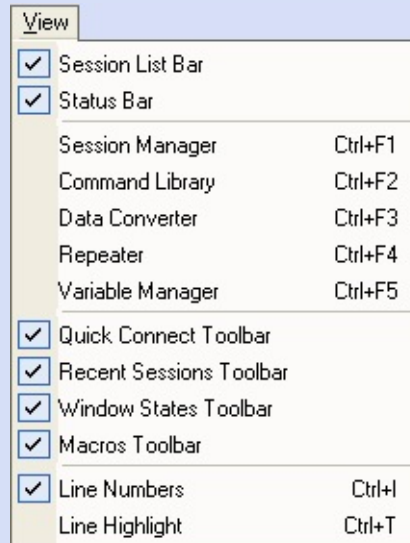 View
Session List Bar
Status Bar
Session Manager Ctrl+F1
Command Library Ctrl+F2
Data Converter Ctrl+F3
Repeater Ctrl+F4
Variable Manager Ctrl+F5
Quick Connect Toolbar
Recent Sessions Toolbar
Window States Toolbar
Macros Toolbar
Line Numbers Ctrl+I
Line Highlight Ctrl+T